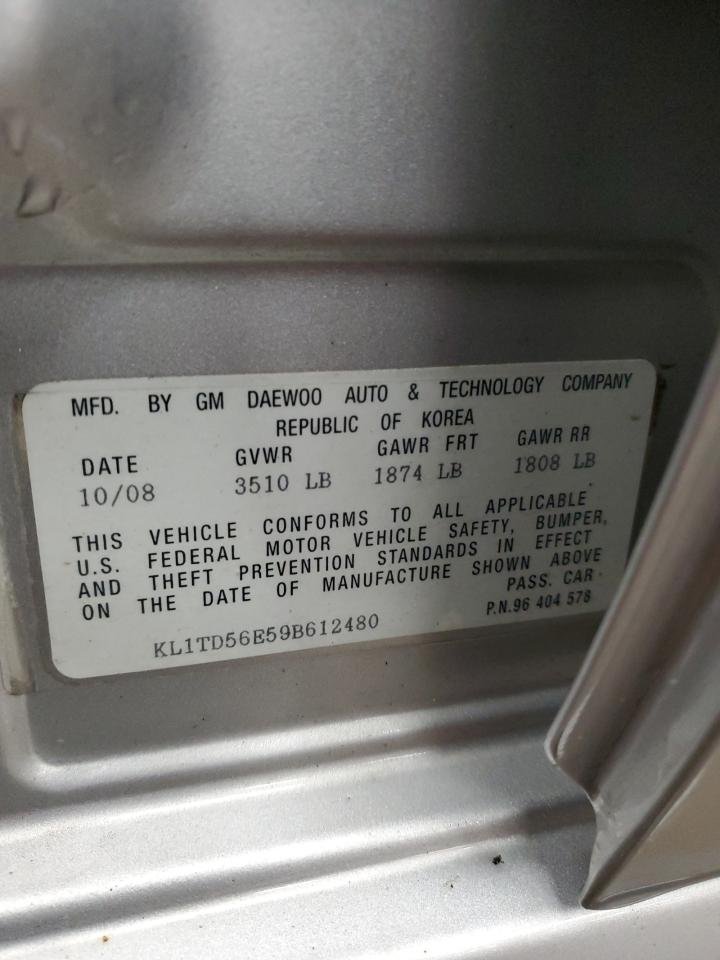 MFD. BY GM DAEWOO AUTO & TECHNOLOGY COMPANY
REPUBLIC OF KOREA
DATE GVWR GAWR FRT GAWR RR
10/08 3510 LB 1874 LB 1808 LB
THIS VEHICLE CONFORMS TO ALL APPLICABLE
U.S. FEDERAL MOTOR VEHICLE SAFETY, BUMPER,
AND THEFT PREVENTION STANDARDS IN EFFECT
ON THE DATE OF MANUFACTURE SHOWN ABOVE
PASS. CAR
P.N.96 404 578
KL1TD56E59B612480